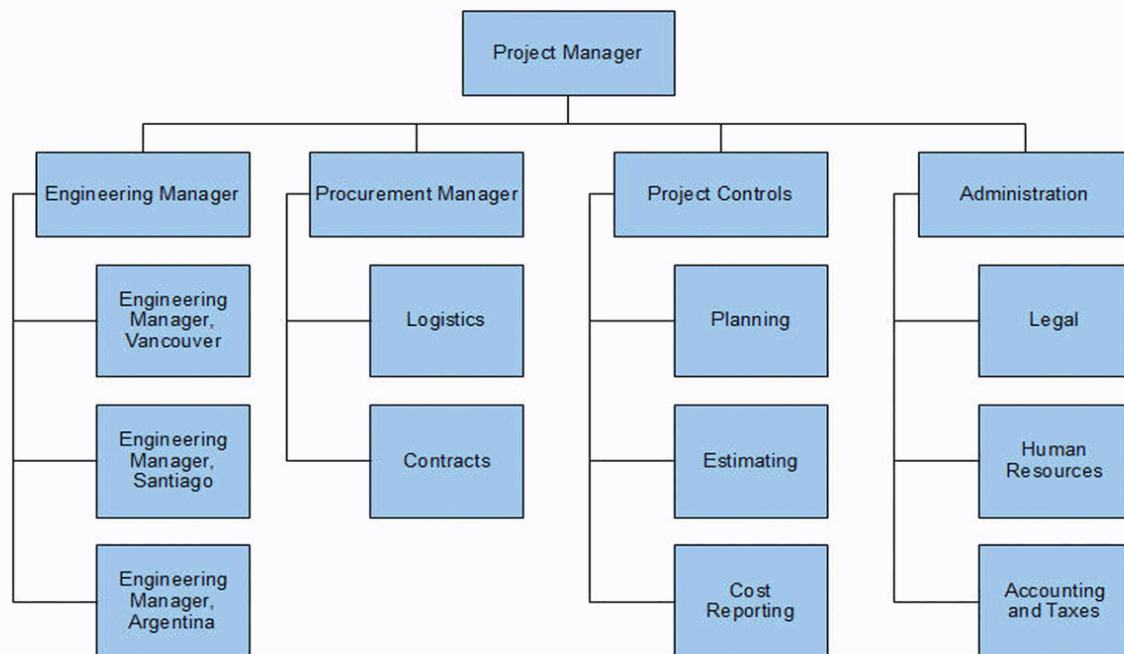 Project Manager
Engineering Manager
Procurement Manager
Project Controls
Administration
Engineering
Manager,
Vancouver
Logistics
Planning
Legal
Engineering
Manager,
Santiago
Contracts
Estimating
Human
Resources
Engineering
Manager,
Argentina
Cost
Reporting
Accounting
and Taxes